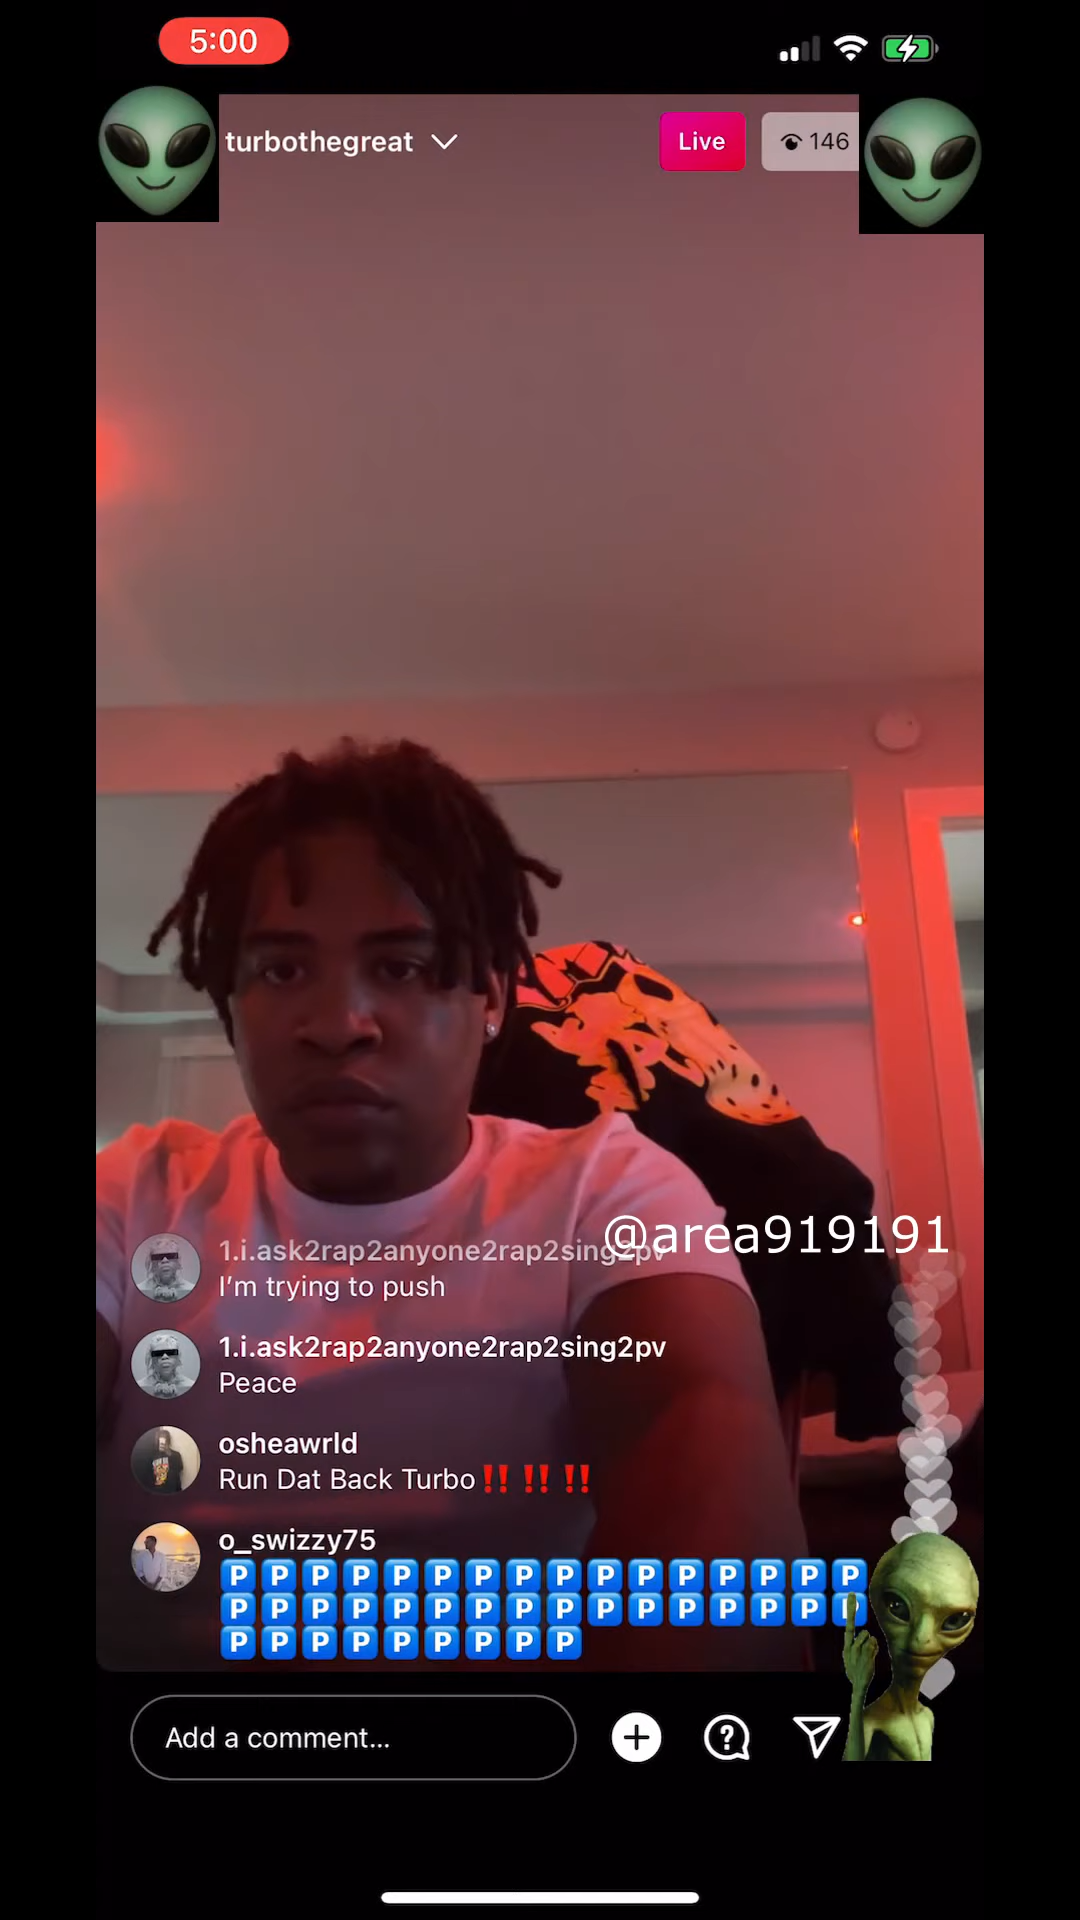 5:00
turbothegreat
Live
146
@area919191
1.i.ask2rap2anyone2rap2sing2pv
I'm trying to push
1.i.ask2rap2anyone2rap2sing2pv
Peace
osheawrld
Run Dat Back Turbo‼️ ‼️ ‼️
o_swizzy75
🅿️🅿️🅿️🅿️🅿️🅿️🅿️🅿️🅿️🅿️🅿️🅿️🅿️🅿️🅿️🅿️
🅿️🅿️🅿️🅿️🅿️🅿️🅿️🅿️🅿️🅿️🅿️🅿️🅿️🅿️🅿️🅿️
🅿️🅿️🅿️🅿️🅿️🅿️🅿️🅿️🅿️
Add a comment...